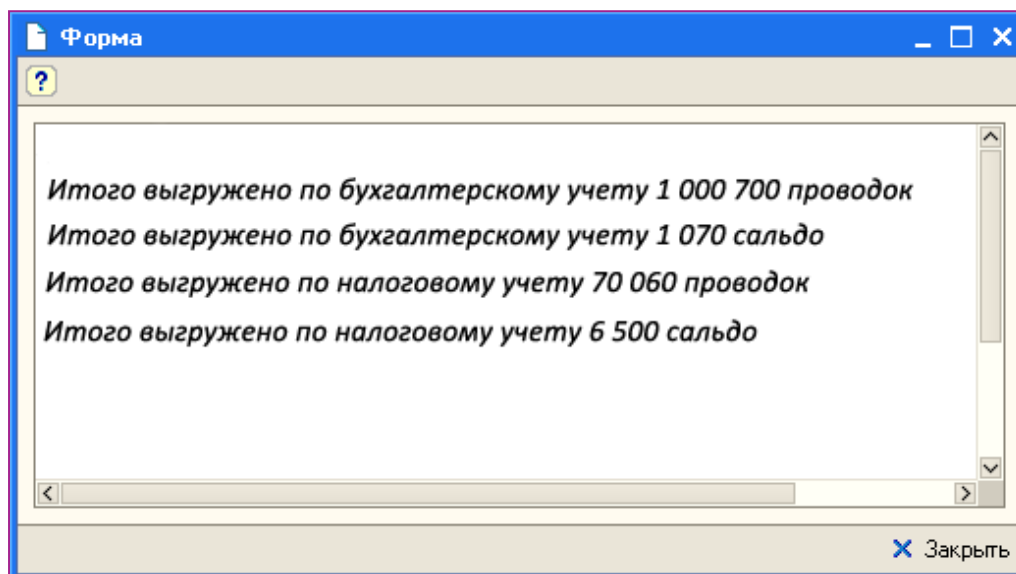 Форма
?
Итого выгружено по бухгалтерскому учету 1 000 700 проводок
Итого выгружено по бухгалтерскому учету 1 070 сальдо
Итого выгружено по налоговому учету 70 060 проводок
Итого выгружено по налоговому учету 6 500 сальдо
Закрыть